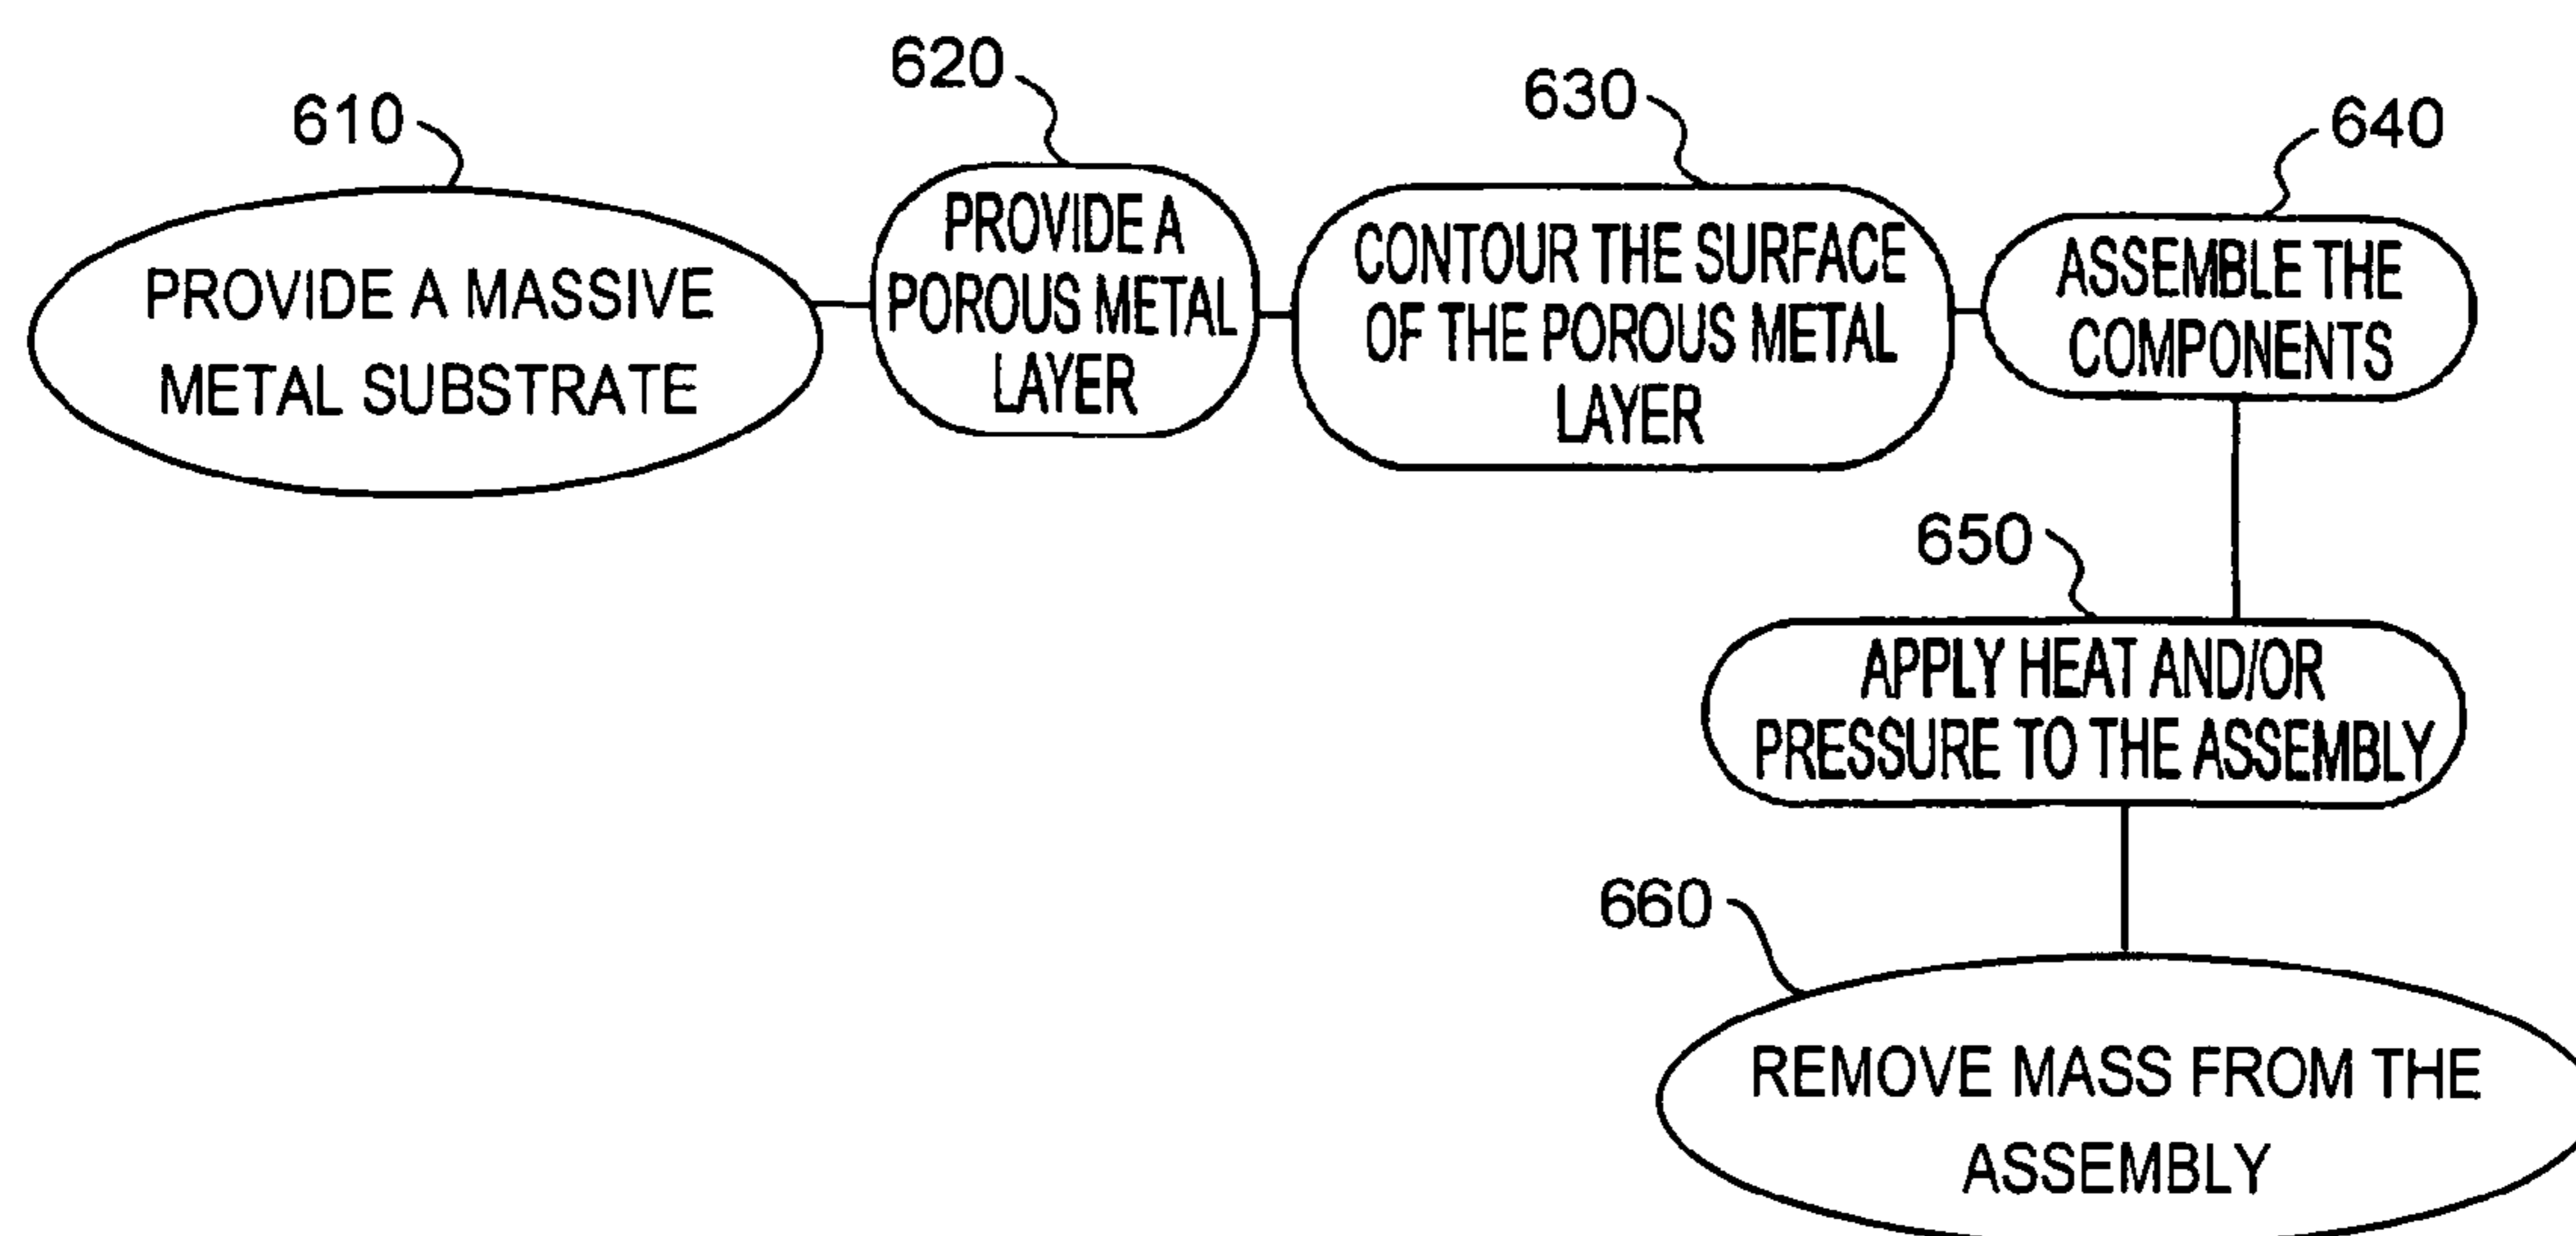 610
PROVIDE A MASSIVE
METAL SUBSTRATE
620
PROVIDE A
POROUS METAL
LAYER
630
CONTOUR THE SURFACE
OF THE POROUS METAL
LAYER
640
ASSEMBLE THE
COMPONENTS
650
APPLY HEAT AND/OR
PRESSURE TO THE ASSEMBLY
660
REMOVE MASS FROM THE
ASSEMBLY